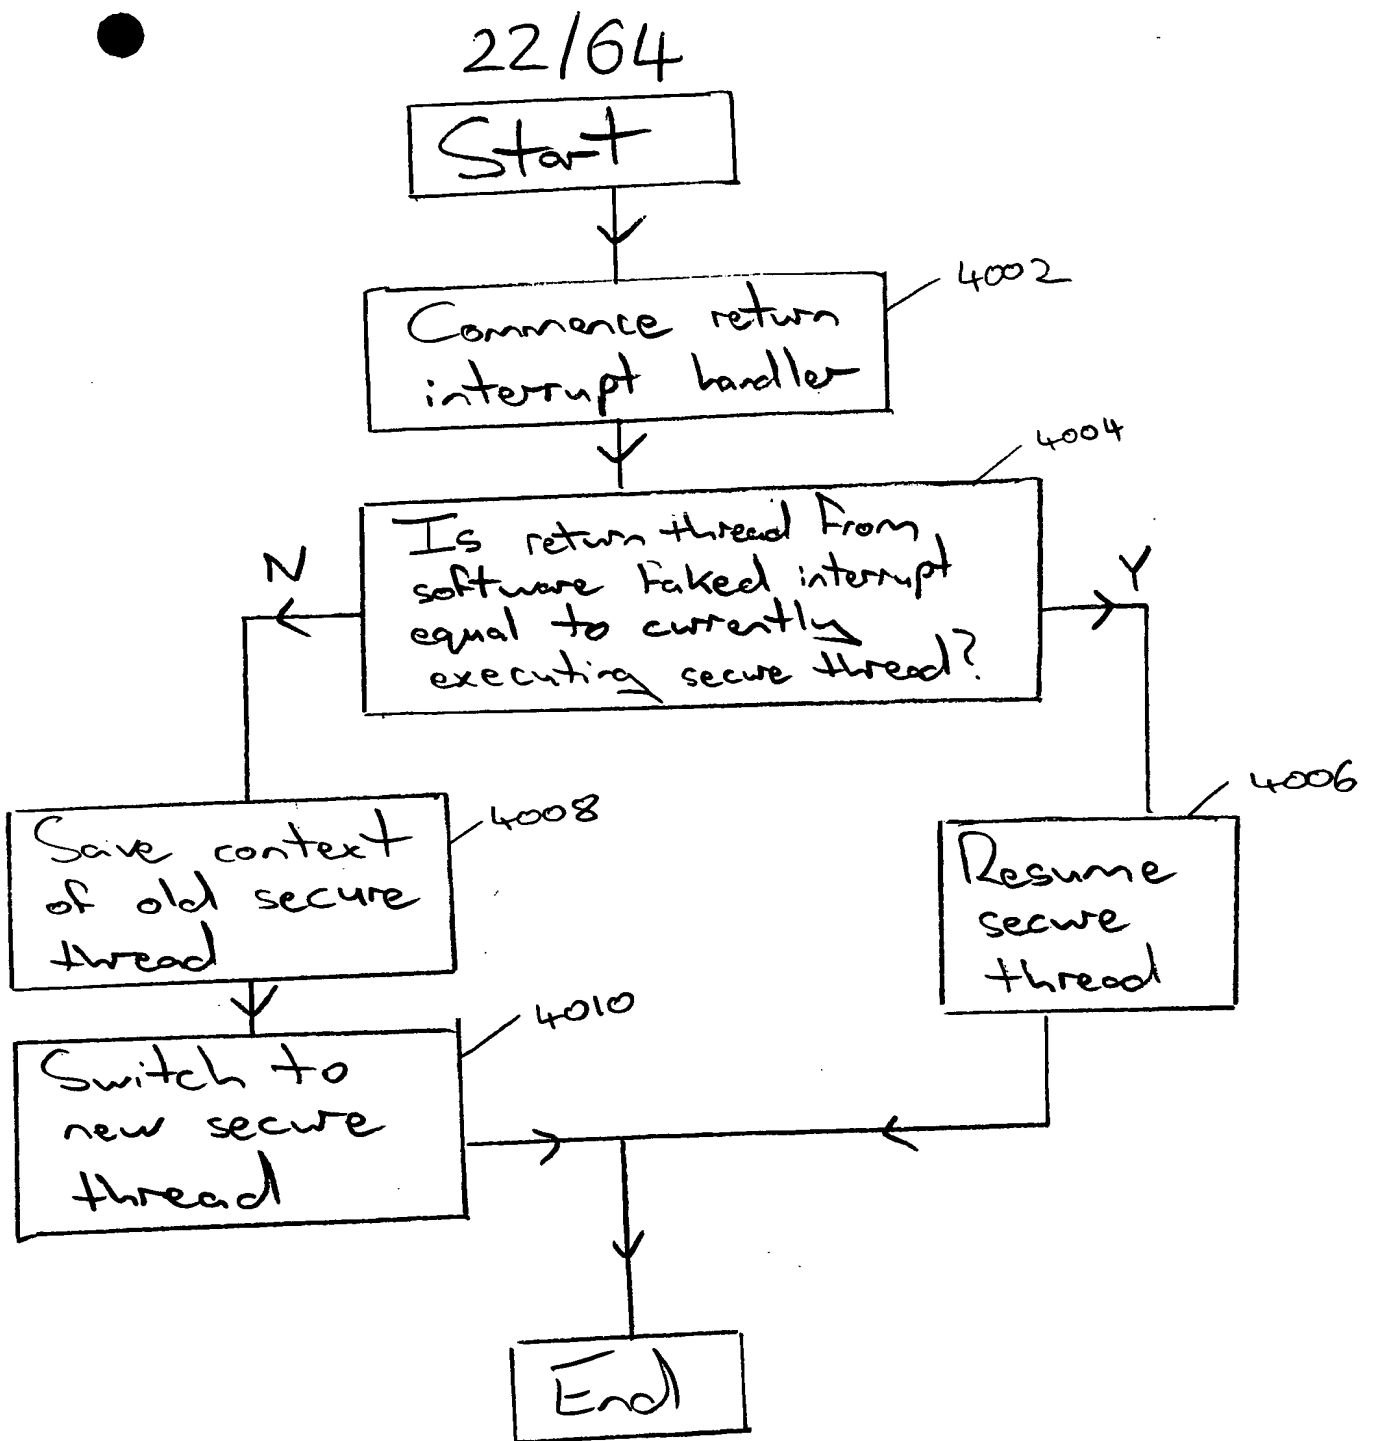 22/64
Start
4002
Commence return
interrupt handler
4004
Is return thread from
software faked interrupt
equal to currently
executing secure thread?
N
Y
4008
Save context
of old secure
thread
4006
Resume
secure
thread
4010
Switch to
new secure
thread
End